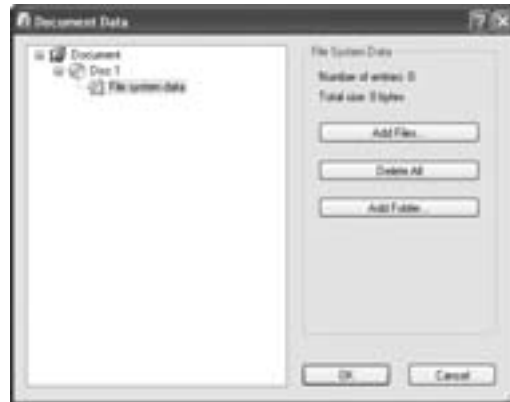 Document Data
Document
Disc 1
File system data
File System Data
Number of entries: 0
Total size: 0 bytes
Add Files...
Delete All
Add Folder...
OK
Cancel